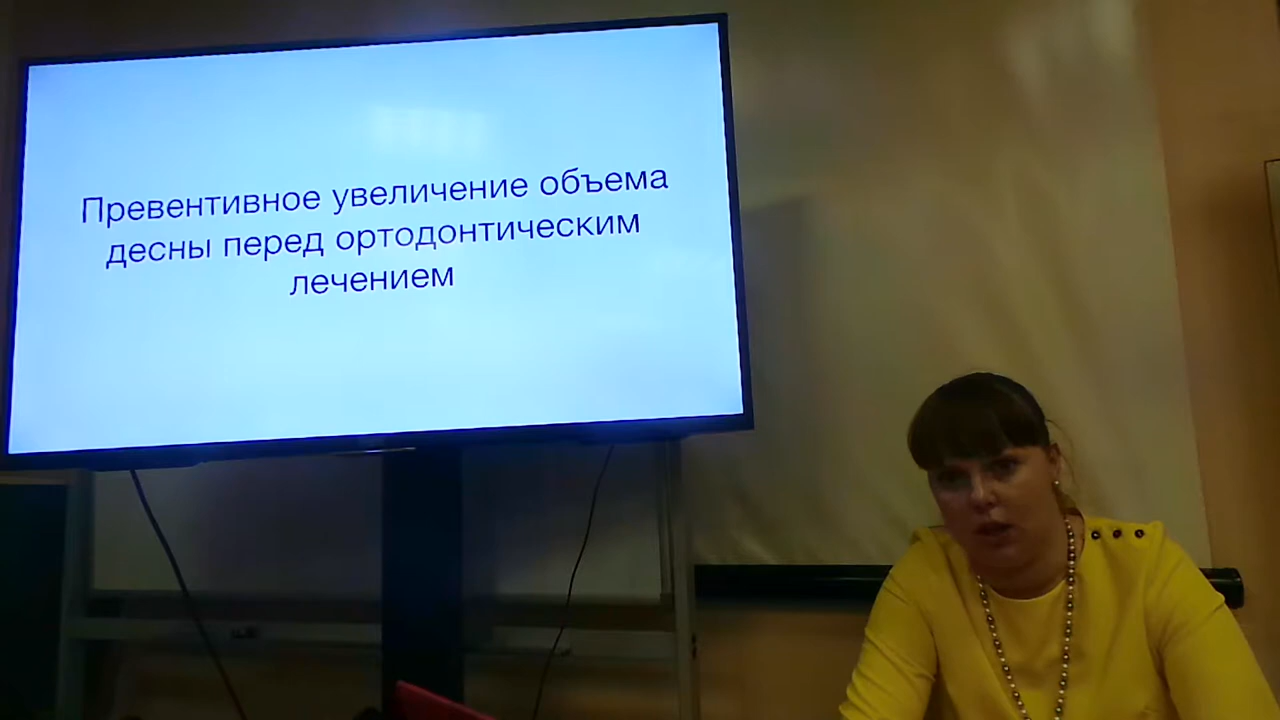 Превентивное увеличение объема
десны перед ортодонтическим
лечением